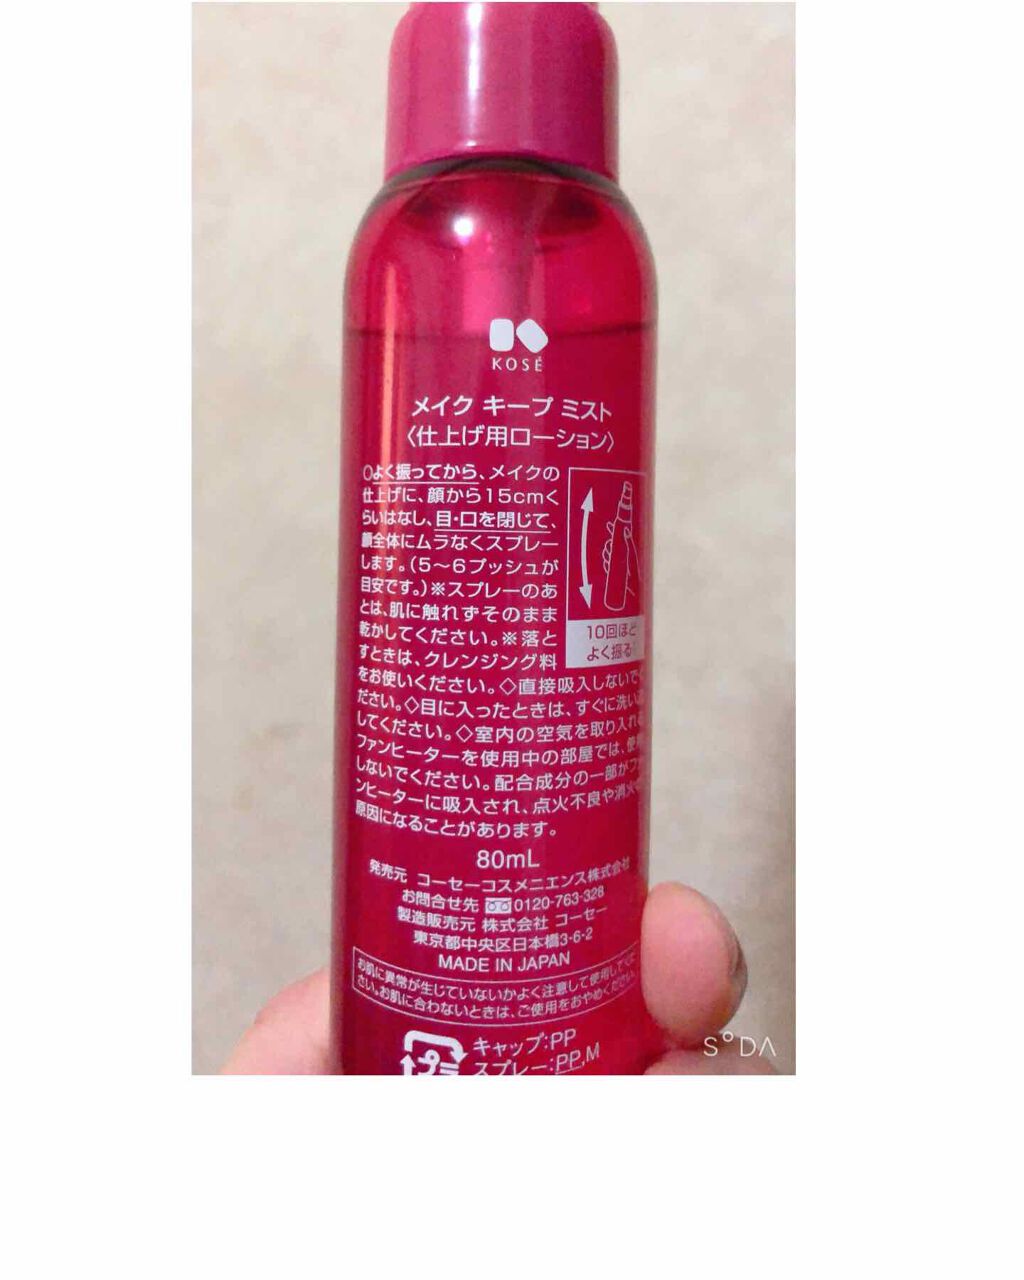 KOSÉ
メイク キープ ミスト
〈仕上げ用ローション〉
○よく振ってから、メイクの
仕上げに、顔から15cmく
らいはなし、目・口を閉じて、
顔全体にムラなくスプレー
します。(5~6プッシュが
目安です。)※スプレーのあ
とは、肌に触れずそのまま
乾かしてください。※落と
すときは、クレンジング料
をお使いください。◇直接吸入しないでく
ださい。◇目に入ったときは、すぐに洗い流
してください。◇室内の空気を取り入れる
ファンヒーターを使用中の部屋では、使用
しないでください。配合成分の一部がファ
ンヒーターに吸入され、点火不良や消火の
原因になることがあります。
10回ほど
よく振る
80mL
発売元 コーセーコスメニエンス株式会社
お問合せ先 0120-763-328
製造販売元 株式会社 コーセー
東京都中央区日本橋3-6-2
MADE IN JAPAN
お肌に異常が生じていないかよく注意して使用してくだ
さい。お肌に合わないときは、ご使用をおやめください。
プラ
キャップ:PP
スプレー:PP,M
SODA